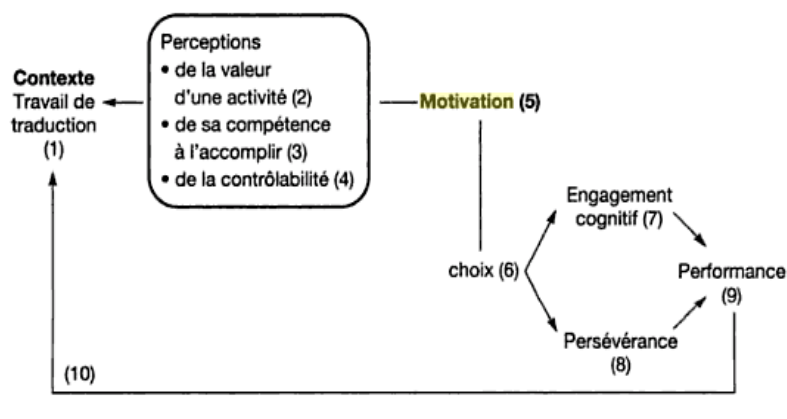 Contexte
Travail de
traduction
(1)
Perceptions
• de la valeur
d'une activité (2)
• de sa compétence
à l'accomplir (3)
• de la contrôlabilité (4)
Motivation (5)
choix (6)
Engagement
cognitif (7)
Persévérance
(8)
Performance
(9)
(10)